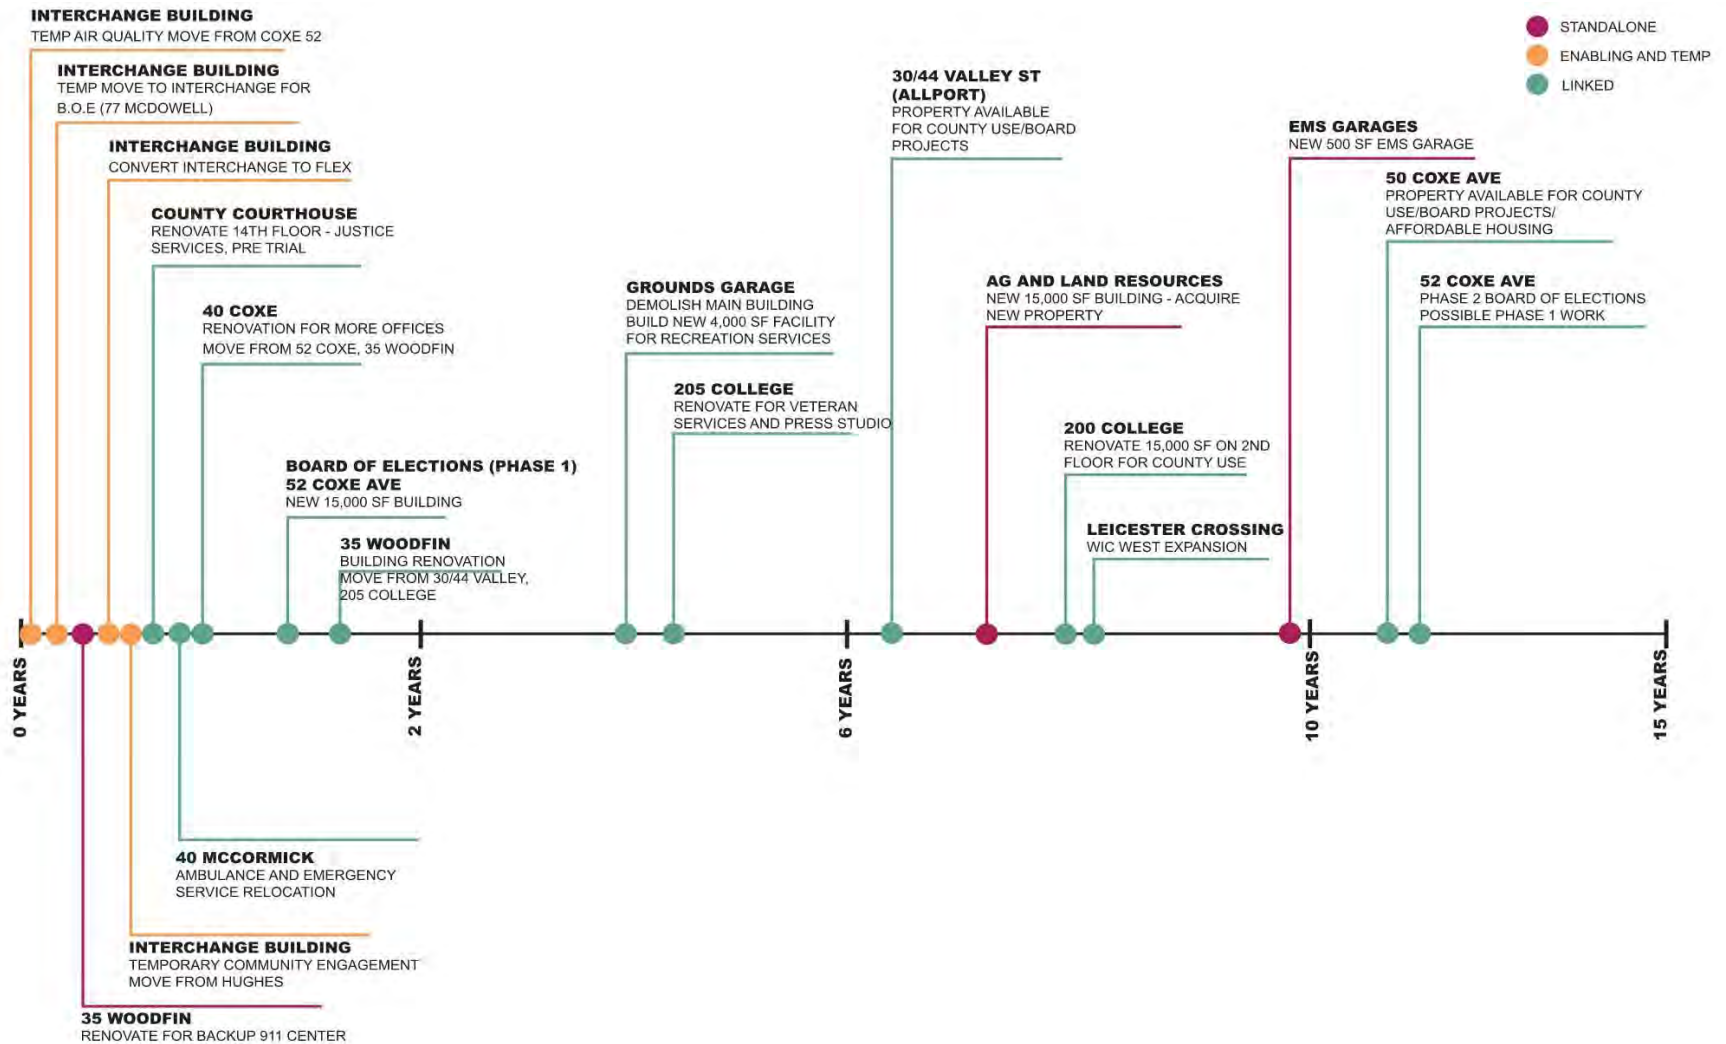 INTERCHANGE BUILDING
TEMP AIR QUALITY MOVE FROM COXE 52
INTERCHANGE BUILDING
TEMP MOVE TO INTERCHANGE FOR
B.O.E (77 MCDOWELL)
INTERCHANGE BUILDING
CONVERT INTERCHANGE TO FLEX
COUNTY COURTHOUSE
RENOVATE 14TH FLOOR - JUSTICE
SERVICES, PRE TRIAL
40 COXE
RENOVATION FOR MORE OFFICES
MOVE FROM 52 COXE, 35 WOODFIN
BOARD OF ELECTIONS (PHASE 1)
52 COXE AVE
NEW 15,000 SF BUILDING
35 WOODFIN
BUILDING RENOVATION
MOVE FROM 30/44 VALLEY,
205 COLLEGE
GROUNDS GARAGE
DEMOLISH MAIN BUILDING
BUILD NEW 4,000 SF FACILITY
FOR RECREATION SERVICES
205 COLLEGE
RENOVATE FOR VETERAN
SERVICES AND PRESS STUDIO
30/44 VALLEY ST
(ALLPORT)
PROPERTY AVAILABLE
FOR COUNTY USE/BOARD
PROJECTS
AG AND LAND RESOURCES
NEW 15,000 SF BUILDING - ACQUIRE
NEW PROPERTY
200 COLLEGE
RENOVATE 15,000 SF ON 2ND
FLOOR FOR COUNTY USE
LEICESTER CROSSING
WIC WEST EXPANSION
EMS GARAGES
NEW 500 SF EMS GARAGE
50 COXE AVE
PROPERTY AVAILABLE FOR COUNTY
USE/BOARD PROJECTS/
AFFORDABLE HOUSING
52 COXE AVE
PHASE 2 BOARD OF ELECTIONS
POSSIBLE PHASE 1 WORK
STANDALONE
ENABLING AND TEMP
LINKED
0 YEARS
2 YEARS
6 YEARS
10 YEARS
15 YEARS
40 MCCORMICK
AMBULANCE AND EMERGENCY
SERVICE RELOCATION
INTERCHANGE BUILDING
TEMPORARY COMMUNITY ENGAGEMENT
MOVE FROM HUGHES
35 WOODFIN
RENOVATE FOR BACKUP 911 CENTER